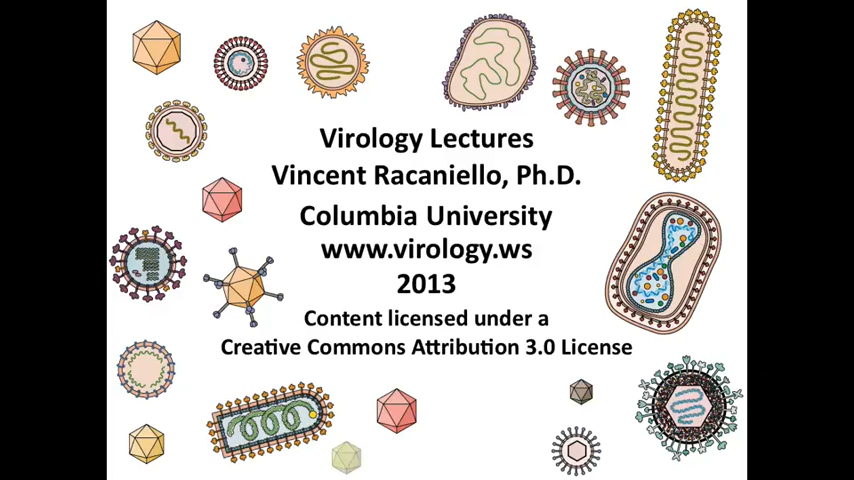 Virology Lectures
Vincent Racaniello, Ph.D.
Columbia University
www.virology.ws
2013
Content licensed under a
Creative Commons Attribution 3.0 License